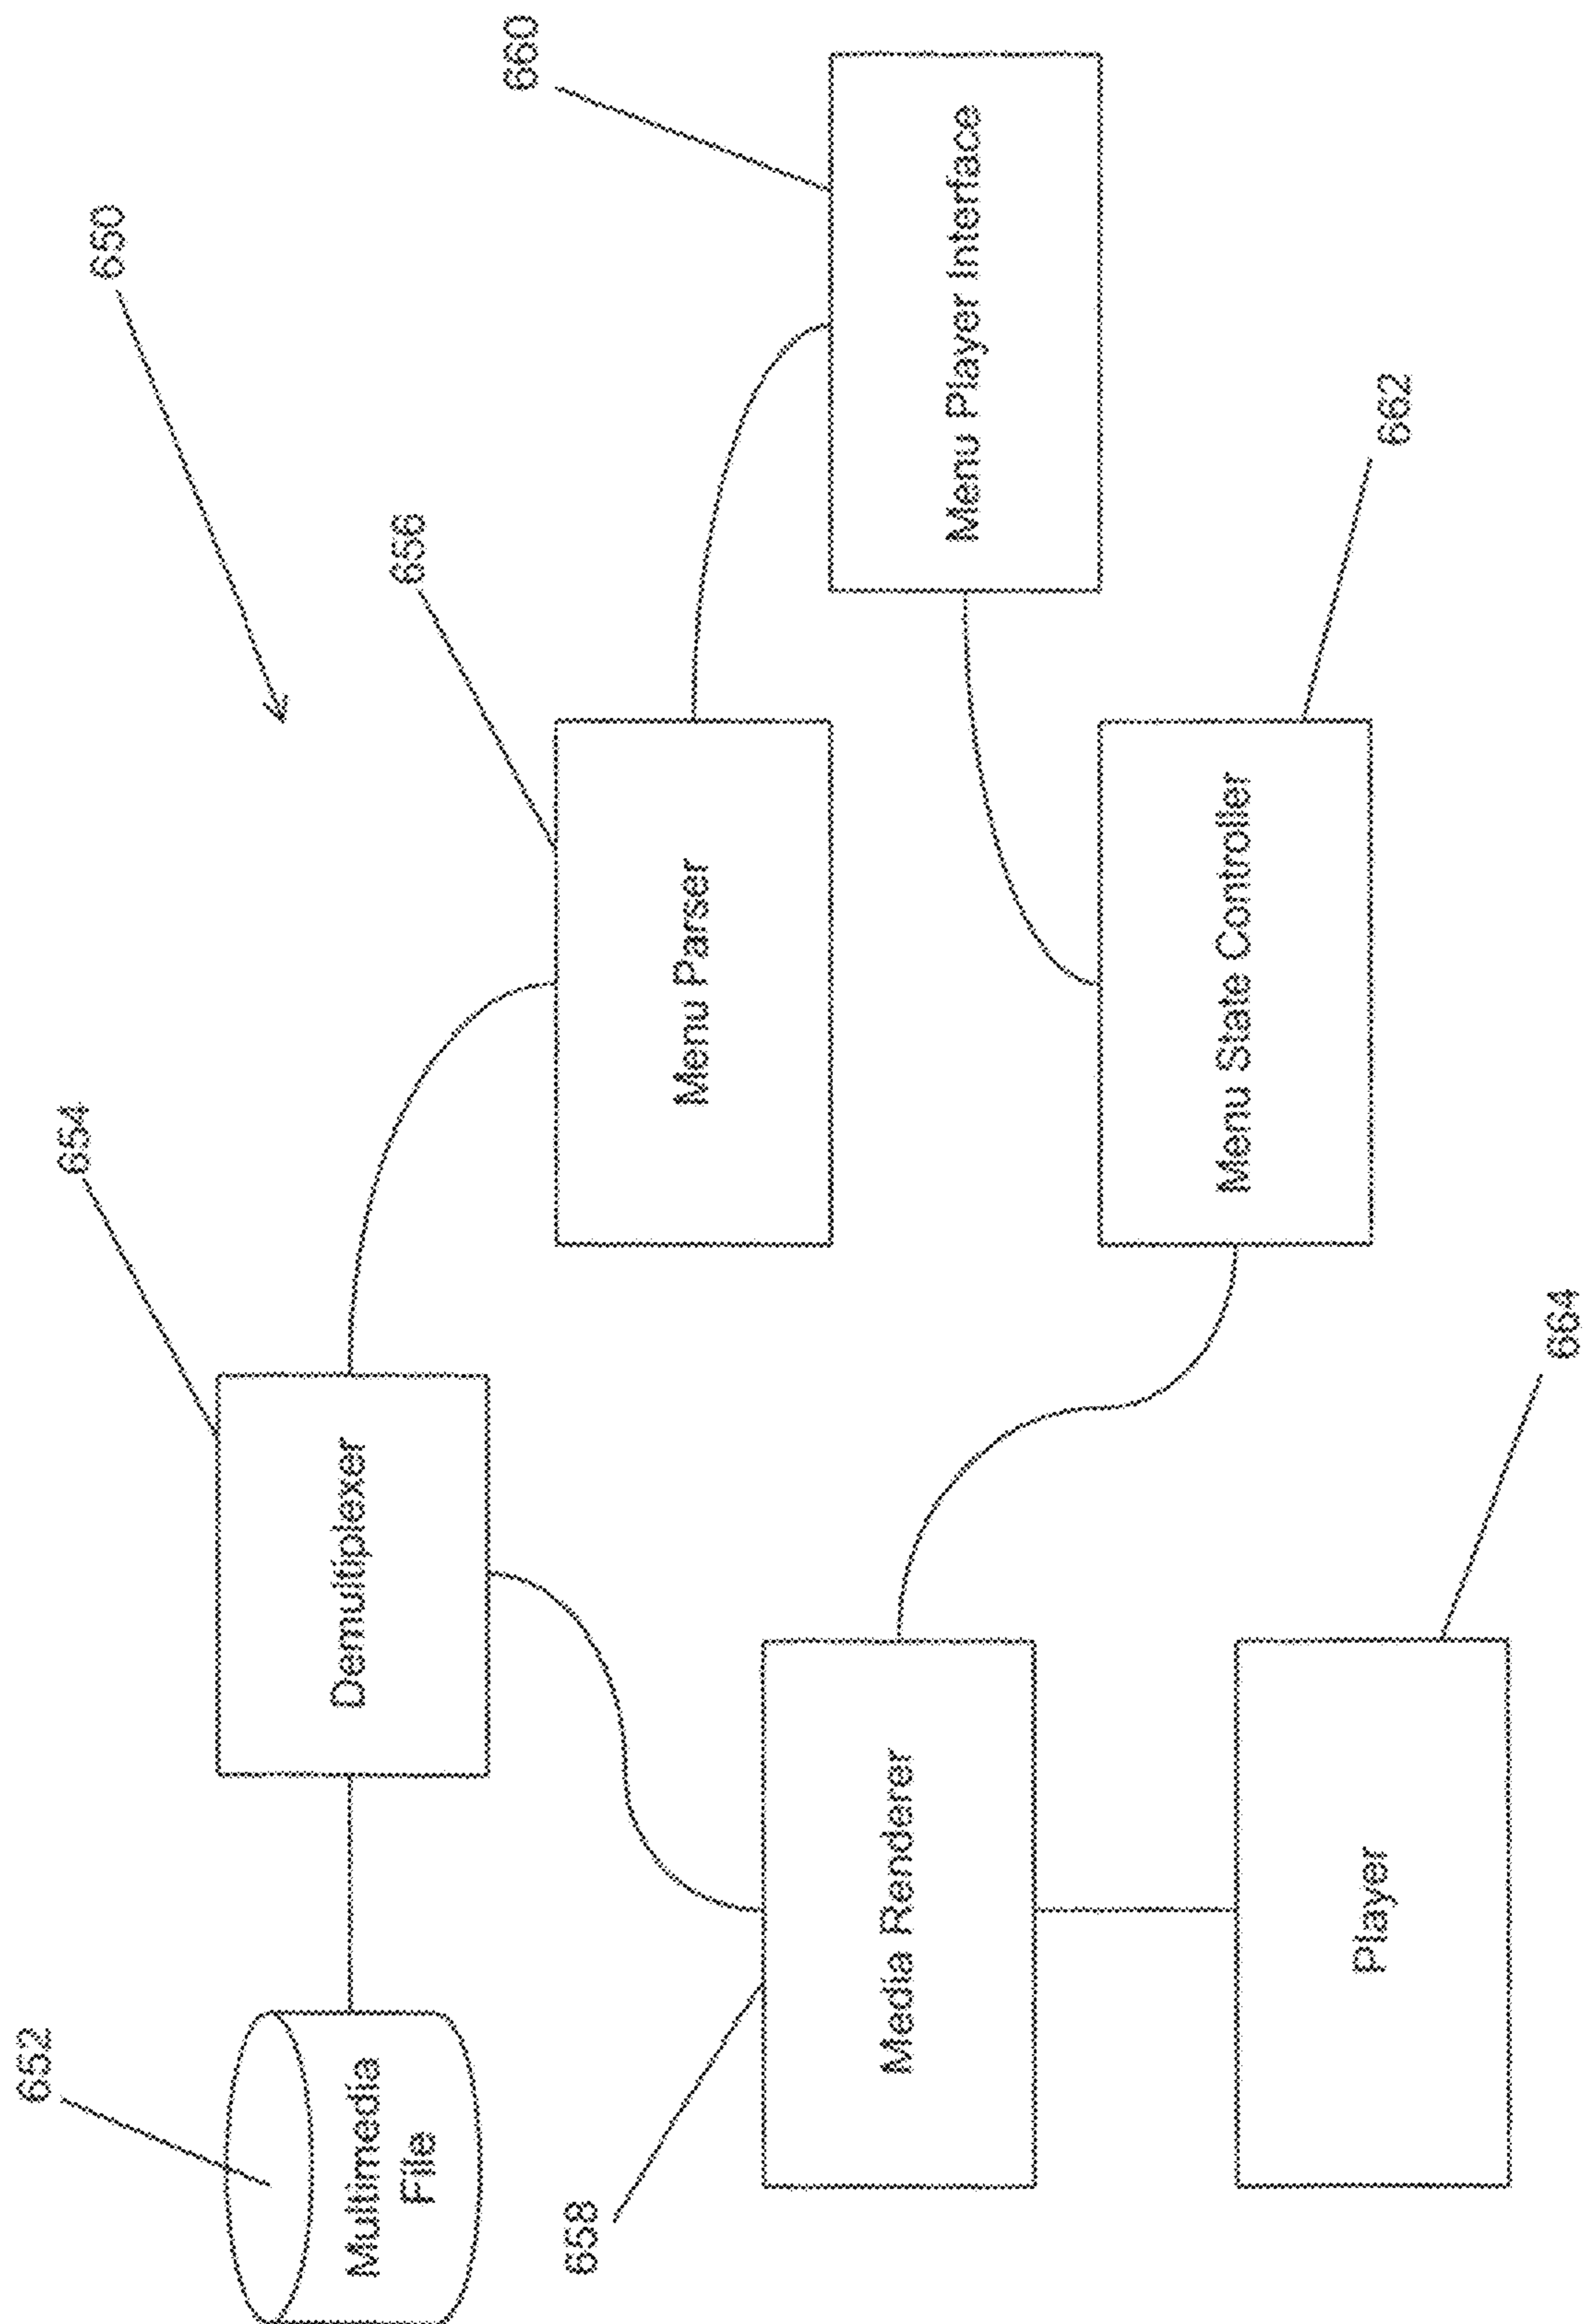 650
652
Multimedia
File
654
Demultiplexer
656
Menu Parser
660
Menu Player Interface
658
Media Renderer
662
Menu State Controller
664
Player